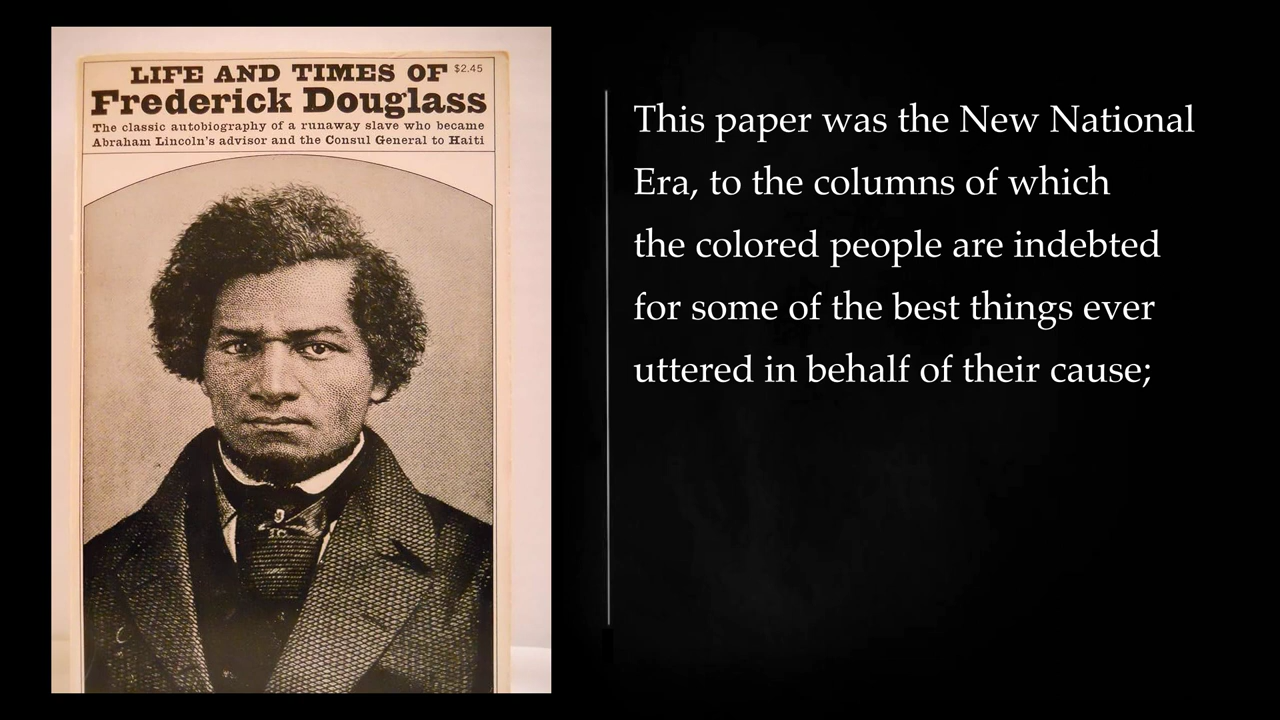 LIFE AND TIMES OF $2.45
Frederick Douglass
The classic autobiography of a runaway slave who became
Abraham Lincoln's advisor and the Consul General to Haiti
This paper was the New National
Era, to the columns of which
the colored people are indebted
for some of the best things ever
uttered in behalf of their cause;